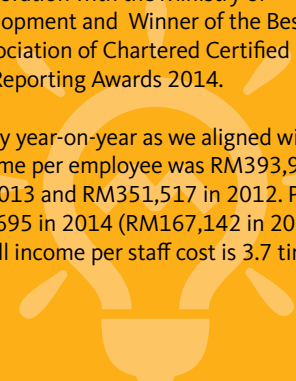 opment and Winner of the Bes
ociation of Chartered Certified
Reporting Awards 2014.
y year-on-year as we aligned wi
me per employee was RM393,9
013 and RM351,517 in 2012. P
695 in 2014 (RM167,142 in 20
ll income per staff cost is 3.7 tim